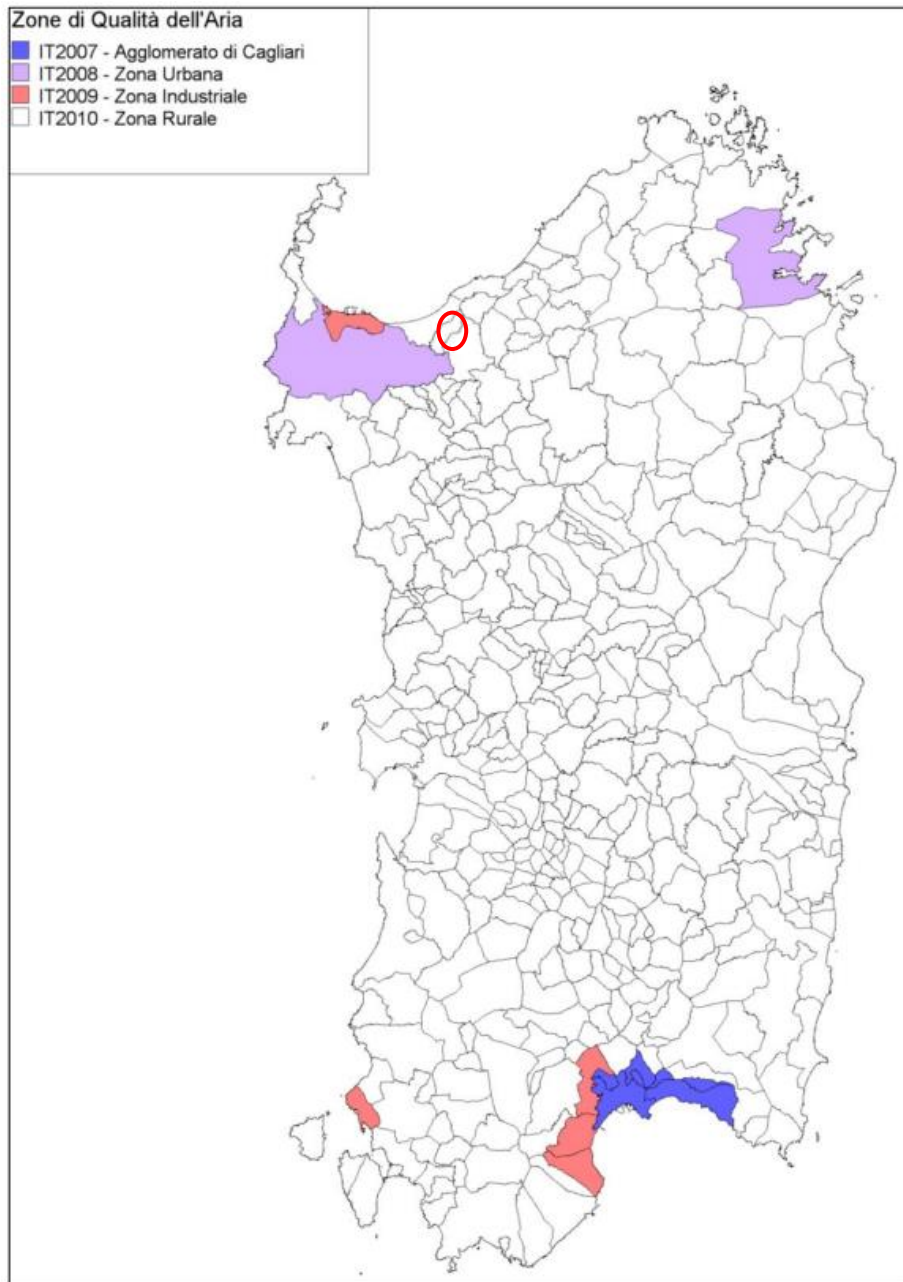 Zone di Qualità dell'Aria
IT2007 - Agglomerato di Cagliari
IT2008 - Zona Urbana
IT2009 - Zona Industriale
IT2010 - Zona Rurale